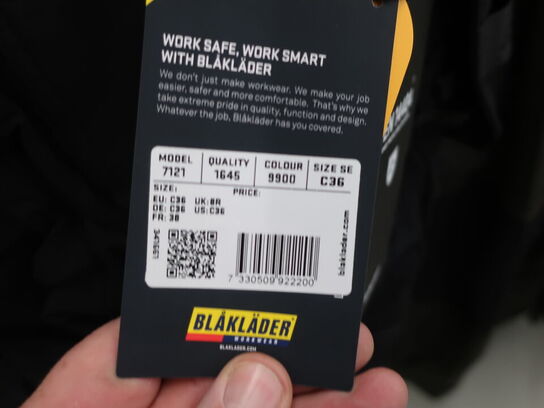 WORK SAFE, WORK SMART
WITH BLÅKLÄDER
We don't just make workwear. We make your job
easier, safer and more comfortable. That's why we
take extreme pride in quality, function and design.
Whatever the job, Blåkläder has you covered.
MODEL QUALITY COLOUR SIZE SE
7121 1645 9900 C36
SIZE: PRICE:
EU: C36 UK: 8R
DE: C36 US: C36
FR: 38
blaklader.com
7 330509 922200
BLÅKLÄDER
WORKWEAR
BLAKLADER.COM